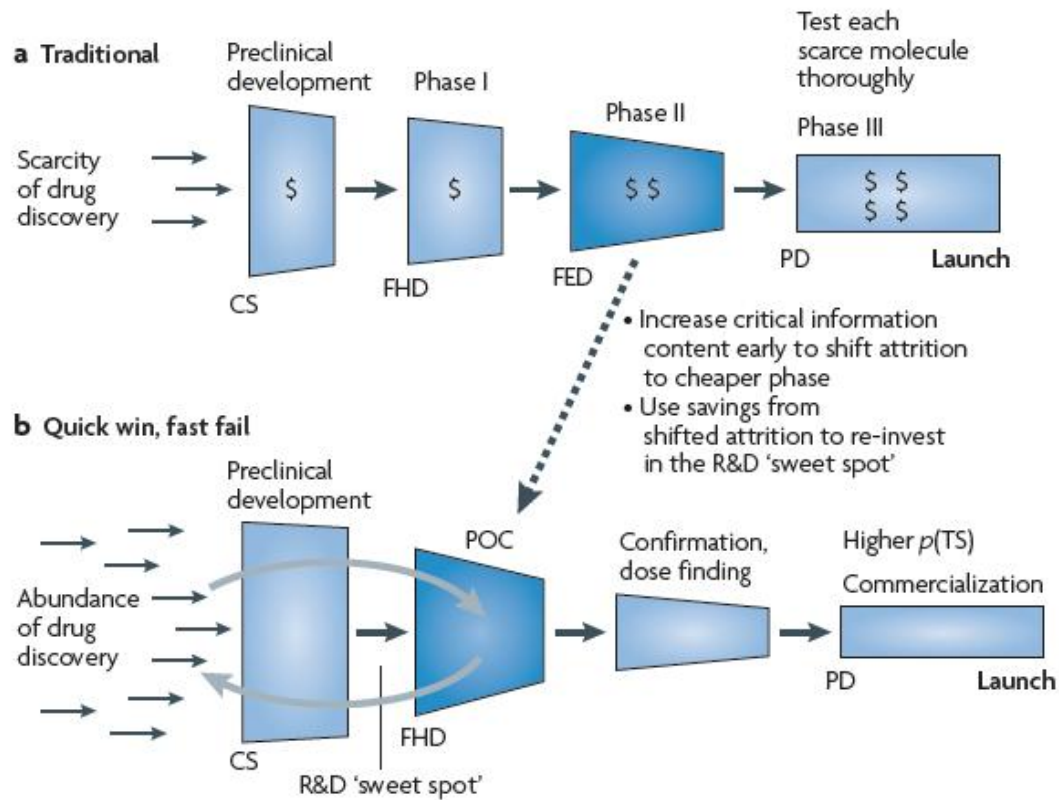 a Traditional
Preclinical
development
Phase I
Phase II
Test each
scarce molecule
thoroughly
Phase III
Scarcity
of drug
discovery
$
$
$ $
$ $
$ $
CS
FHD
FED
PD
Launch
• Increase critical information
content early to shift attrition
to cheaper phase
• Use savings from
shifted attrition to re-invest
in the R&D ‘sweet spot’
b Quick win, fast fail
Preclinical
development
POC
Confirmation,
dose finding
Higher p(TS)
Commercialization
Abundance
of drug
discovery
CS
FHD
PD
Launch
R&D ‘sweet spot’